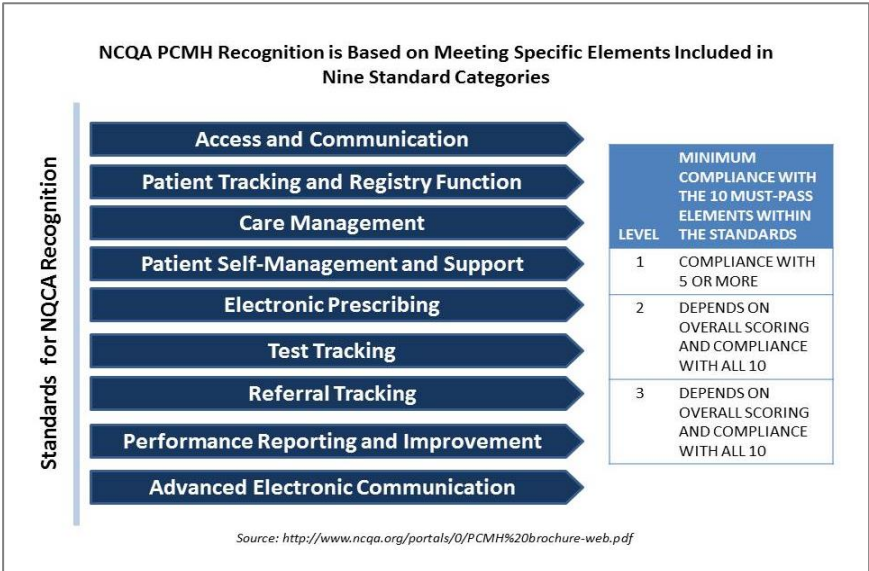 NCQA PCMH Recognition is Based on Meeting Specific Elements Included in
Nine Standard Categories
Standards for NQCA Recognition
Access and Communication
Patient Tracking and Registry Function
Care Management
Patient Self-Management and Support
Electronic Prescribing
Test Tracking
Referral Tracking
Performance Reporting and Improvement
Advanced Electronic Communication
LEVEL
MINIMUM
COMPLIANCE WITH
THE 10 MUST-PASS
ELEMENTS WITHIN
THE STANDARDS
1
COMPLIANCE WITH
5 OR MORE
2
DEPENDS ON
OVERALL SCORING
AND COMPLIANCE
WITH ALL 10
3
DEPENDS ON
OVERALL SCORING
AND COMPLIANCE
WITH ALL 10
Source: http://www.ncqa.org/portals/0/PCMH%20brochure-web.pdf